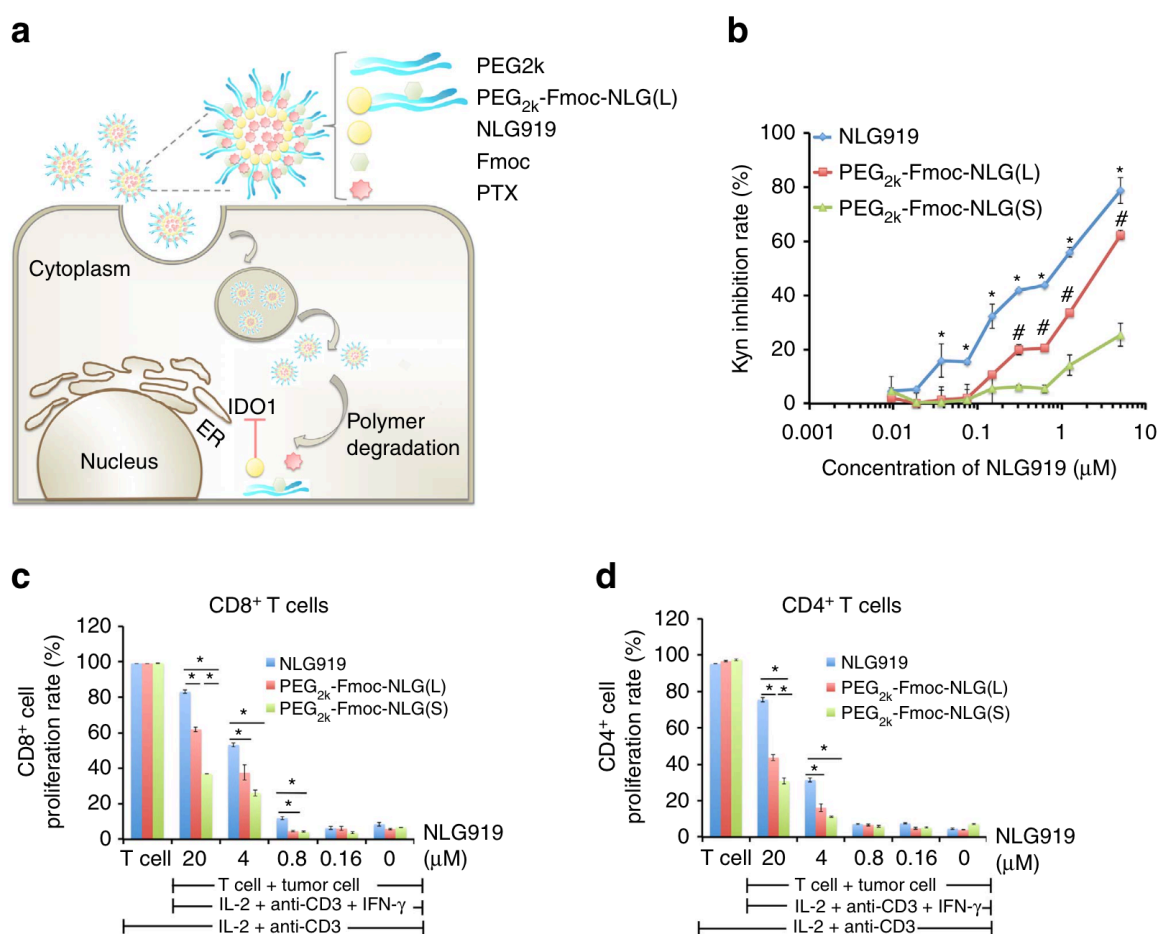 a
PEG2k
PEG2k-Fmoc-NLG(L)
NLG919
Fmoc
PTX
Cytoplasm
IDO1
ER
Nucleus
Polymer
degradation
b
Kyn inhibition rate (%)
100
80
60
40
20
0
NLG919
PEG2k-Fmoc-NLG(L)
PEG2k-Fmoc-NLG(S)
*
*
*
*
*
*
*
#
#
#
#
0.001
0.01
0.1
1
10
Concentration of NLG919 (μM)
c
CD8+ T cells
CD8+ cell
proliferation rate (%)
120
100
80
60
40
20
0
NLG919
PEG2k-Fmoc-NLG(L)
PEG2k-Fmoc-NLG(S)
*
* *
*
*
*
*
T cell 20 4 0.8 0.16 0
NLG919
(μM)
T cell + tumor cell
IL-2 + anti-CD3 + IFN-γ
IL-2 + anti-CD3
d
CD4+ T cells
CD4+ cell
proliferation rate (%)
120
100
80
60
40
20
0
NLG919
PEG2k-Fmoc-NLG(L)
PEG2k-Fmoc-NLG(S)
*
* *
*
*
T cell 20 4 0.8 0.16 0
NLG919
(μM)
T cell + tumor cell
IL-2 + anti-CD3 + IFN-γ
IL-2 + anti-CD3